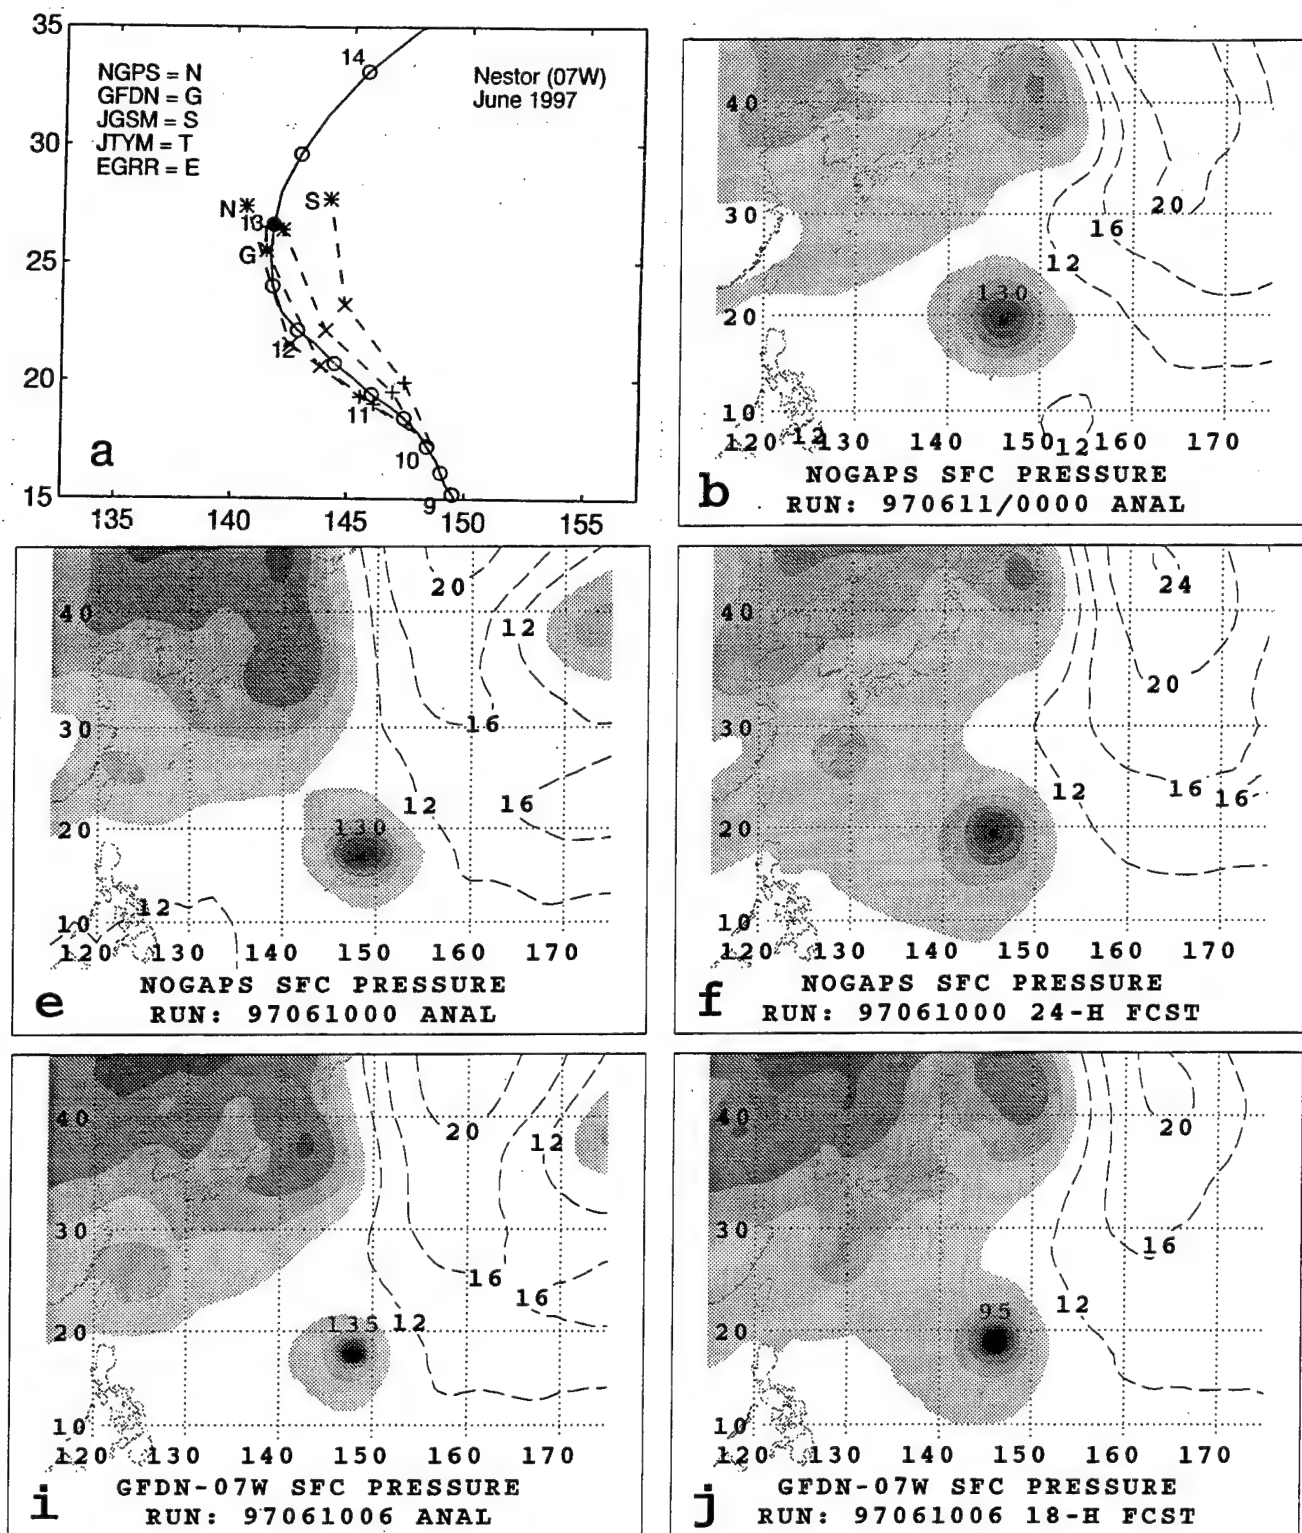 35
30
25
20
15
135
140
145
150
155
NGPS = N
GFDN = G
JGSM = S
JTYM = T
EGRR = E
Nestor (07W)
June 1997
14
N
S
13
G
12
11
10
9
a
40
30
20
10
120
12
130
140
150
12
160
170
20
16
12
130
NOGAPS SFC PRESSURE
RUN: 970611/0000 ANAL
b
40
30
20
10
20
12
16
12
16
130
12
120 130 140 150 160 170
NOGAPS SFC PRESSURE
RUN: 97061000 ANAL
e
40
30
20
10
24
20
12
16
16
120 130 140 150 160 170
NOGAPS SFC PRESSURE
RUN: 97061000 24-H FCST
f
40
30
20
10
20
12
16
16
12
135
120 130 140 150 160 170
GFDN-07W SFC PRESSURE
RUN: 97061006 ANAL
i
40
30
20
10
20
16
12
95
120 130 140 150 160 170
GFDN-07W SFC PRESSURE
RUN: 97061006 18-H FCST
j